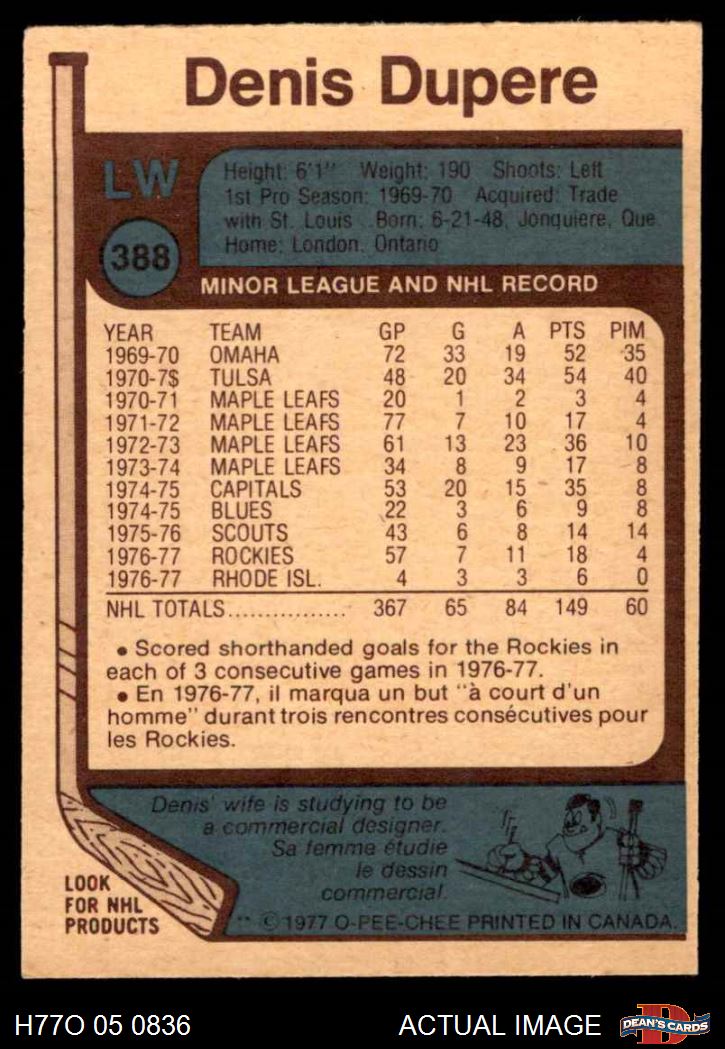 Denis Dupere
LW
388
Height: 6'1" Weight: 190 Shoots: Left
1st Pro Season: 1969-70 Acquired: Trade
with St. Louis Born: 6-21-48, Jonquiere, Que.
Home: London, Ontario
MINOR LEAGUE AND NHL RECORD
YEAR TEAM GP G A PTS PIM
1969-70 OMAHA 72 33 19 52 35
1970-7$ TULSA 48 20 34 54 40
1970-71 MAPLE LEAFS 20 1 2 3 4
1971-72 MAPLE LEAFS 77 7 10 17 4
1972-73 MAPLE LEAFS 61 13 23 36 10
1973-74 MAPLE LEAFS 34 8 9 17 8
1974-75 CAPITALS 53 20 15 35 8
1974-75 BLUES 22 3 6 9 8
1975-76 SCOUTS 43 6 8 14 14
1976-77 ROCKIES 57 7 11 18 4
1976-77 RHODE ISL. 4 3 3 6 0
NHL TOTALS................ 367 65 84 149 60
• Scored shorthanded goals for the Rockies in
each of 3 consecutive games in 1976-77.
• En 1976-77, il marqua un but "à court d'un
homme" durant trois rencontres consécutives pour
les Rockies.
Denis' wife is studying to be
a commercial designer.
Sa femme étudie
le dessin
commercial.
LOOK
FOR NHL
PRODUCTS
** © 1977 O-PEE-CHEE PRINTED IN CANADA.
H77O 05 0836
ACTUAL IMAGE
D
DEAN'S CARDS